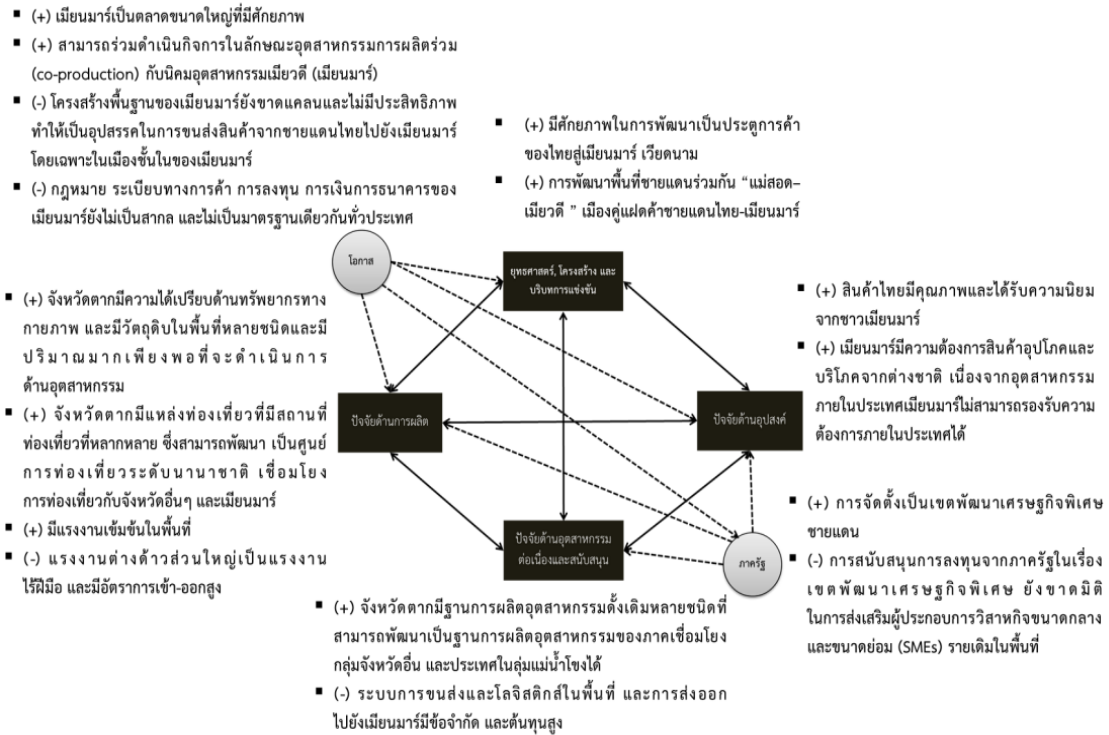 ▪ (+) เมียนมาร์เป็นตลาดขนาดใหญ่ที่มีศักยภาพ
▪ (+) สามารถร่วมดำเนินกิจการในลักษณะอุตสาหกรรมการผลิตร่วม
(co-production) กับนิคมอุตสาหกรรมเมียวดี (เมียนมาร์)
▪ (-) โครงสร้างพื้นฐานของเมียนมาร์ยังขาดแคลนและไม่มีประสิทธิภาพ
ทำให้เป็นอุปสรรคในการขนส่งสินค้าจากชายแดนไทยไปยังเมียนมาร์
โดยเฉพาะในเมืองชั้นในของเมียนมาร์
▪ (-) กฎหมาย ระเบียบทางการค้า การลงทุน การเงินการธนาคารของ
เมียนมาร์ยังไม่เป็นสากล และไม่เป็นมาตรฐานเดียวกันทั่วประเทศ
▪ (+) มีศักยภาพในการพัฒนาเป็นประตูการค้า
ของไทยสู่เมียนมาร์ เวียดนาม
▪ (+) การพัฒนาพื้นที่ชายแดนร่วมกัน “แม่สอด–
เมียวดี ” เมืองคู่แฝดค้าชายแดนไทย-เมียนมาร์
โอกาส
ยุทธศาสตร์, โครงสร้าง และ
บริบทการแข่งขัน
▪ (+) จังหวัดตากมีความได้เปรียบด้านทรัพยากรทาง
กายภาพ และมีวัตถุดิบในพื้นที่หลายชนิดและมี
ปริมาณมากเพียงพอที่จะดำเนินการ
ด้านอุตสาหกรรม
▪ (+) จังหวัดตากมีแหล่งท่องเที่ยวที่มีสถานที่
ท่องเที่ยวที่หลากหลาย ซึ่งสามารถพัฒนา เป็นศูนย์
การท่องเที่ยวระดับนานาชาติ เชื่อมโยง
การท่องเที่ยวกับจังหวัดอื่นๆ และเมียนมาร์
▪ (+) มีแรงงานเข้มข้นในพื้นที่
▪ (-) แรงงานต่างด้าวส่วนใหญ่เป็นแรงงาน
ไร้ฝีมือ และมีอัตราการเข้า-ออกสูง
ปัจจัยด้านการผลิต
ปัจจัยด้านอุปสงค์
▪ (+) สินค้าไทยมีคุณภาพและได้รับความนิยม
จากชาวเมียนมาร์
▪ (+) เมียนมาร์มีความต้องการสินค้าอุปโภคและ
บริโภคจากต่างชาติ เนื่องจากอุตสาหกรรม
ภายในประเทศเมียนมาร์ไม่สามารถรองรับความ
ต้องการภายในประเทศได้
ปัจจัยด้านอุตสาหกรรม
ต่อเนื่องและสนับสนุน
ภาครัฐ
▪ (+) การจัดตั้งเป็นเขตพัฒนาเศรษฐกิจพิเศษ
ชายแดน
▪ (-) การสนับสนุนการลงทุนจากภาครัฐในเรื่อง
เขตพัฒนาเศรษฐกิจพิเศษ ยังขาดมิติ
ในการส่งเสริมผู้ประกอบการวิสาหกิจขนาดกลาง
และขนาดย่อม (SMEs) รายเดิมในพื้นที่
▪ (+) จังหวัดตากมีฐานการผลิตอุตสาหกรรมดั้งเดิมหลายชนิดที่
สามารถพัฒนาเป็นฐานการผลิตอุตสาหกรรมของภาคเชื่อมโยง
กลุ่มจังหวัดอื่น และประเทศในลุ่มแม่น้ำโขงได้
▪ (-) ระบบการขนส่งและโลจิสติกส์ในพื้นที่ และการส่งออก
ไปยังเมียนมาร์มีข้อจำกัด และต้นทุนสูง